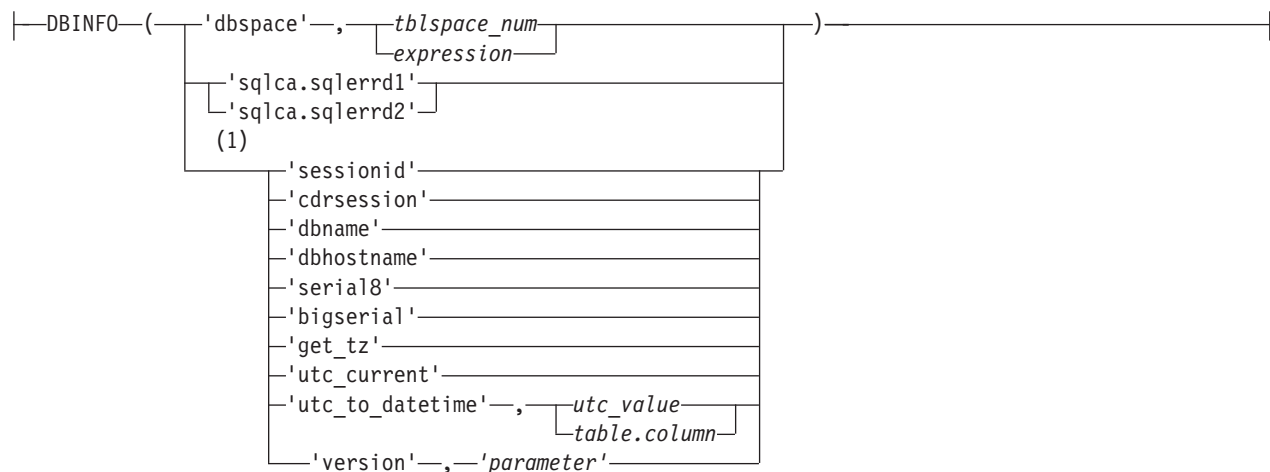 DBINFO ( 'dbspace' , tblspace_num )
expression
'sqlca.sqlerrd1'
'sqlca.sqlerrd2'
(1)
'sessionid'
'cdrsession'
'dbname'
'dbhostname'
'serial8'
'bigserial'
'get_tz'
'utc_current'
'utc_to_datetime' , utc_value
table.column
'version' , 'parameter'